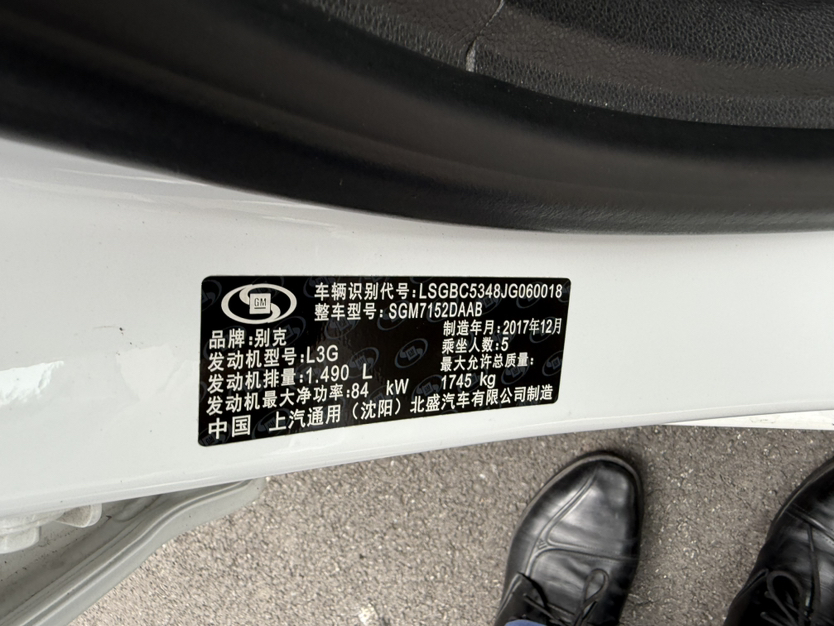 GM
车辆识别代号:LSGBC5348JG060018
整车型号:SGM7152DAAB
品牌:别克
制造年月:2017年12月
发动机型号:L3G
乘坐人数:5
发动机排量:1.490 L
最大允许总质量:
发动机最大净功率:84 kW
1745 kg
中国 上汽通用（沈阳）北盛汽车有限公司制造